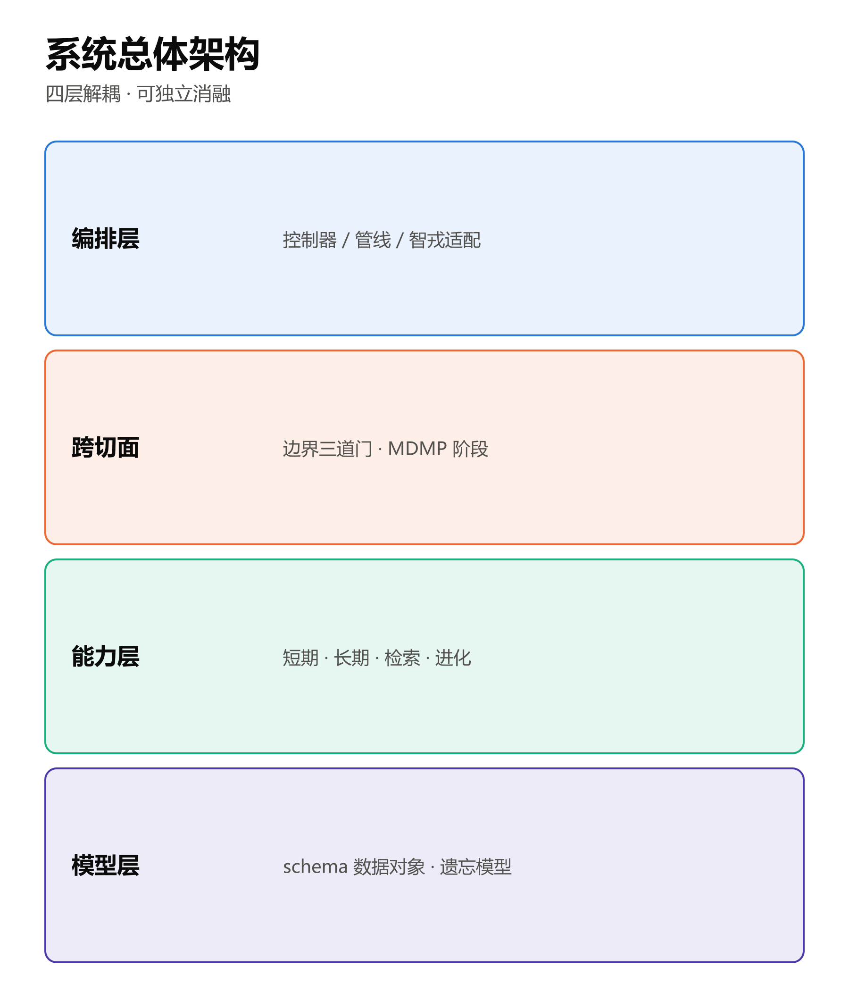 系统总体架构
四层解耦 · 可独立消融
编排层
控制器 / 管线 / 智戎适配
跨切面
边界三道门 · MDMP 阶段
能力层
短期 · 长期 · 检索 · 进化
模型层
schema 数据对象 · 遗忘模型